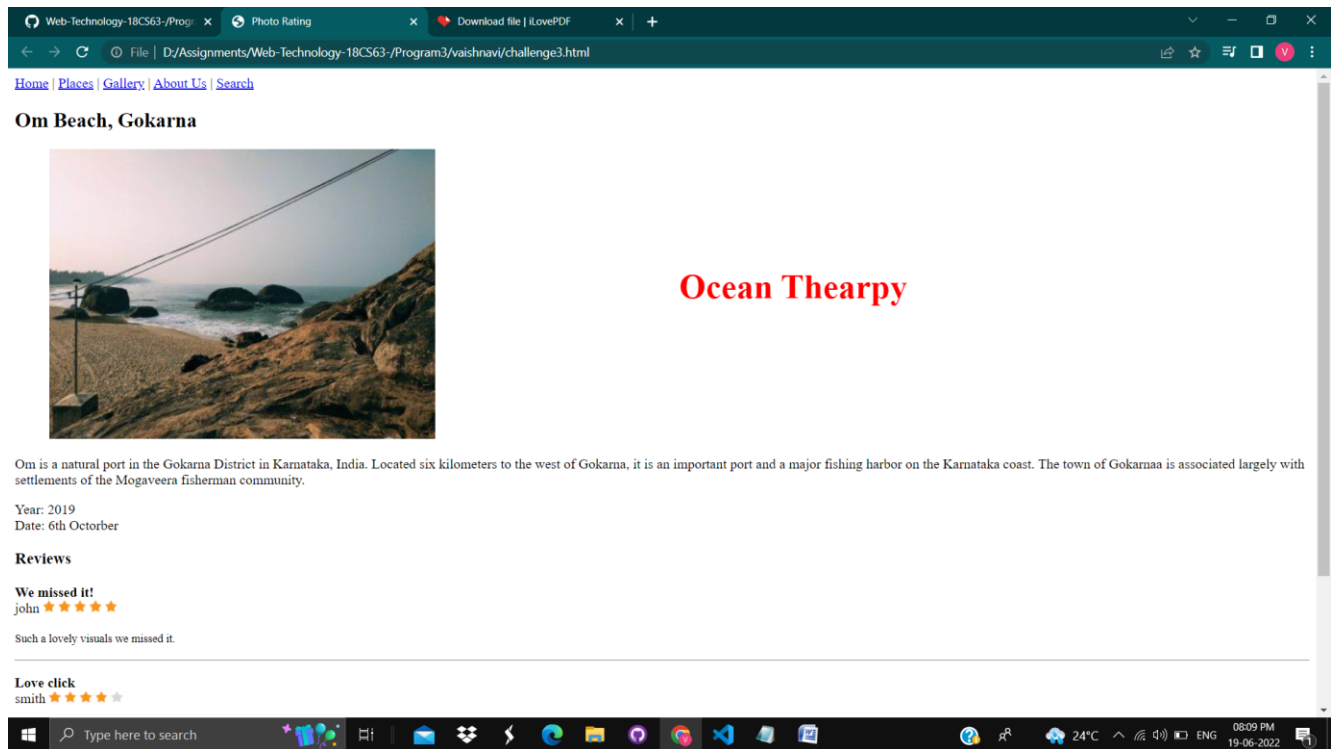 Web-Technology-18CS63-/Progr
Photo Rating
Download file | iLovePDF
File | D:/Assignments/Web-Technology-18CS63-/Program3/vaishnavi/challenge3.html
V
Home | Places | Gallery | About Us | Search
Om Beach, Gokarna
Ocean Thearpy
Om is a natural port in the Gokarna District in Karnataka, India. Located six kilometers to the west of Gokarna, it is an important port and a major fishing harbor on the Karnataka coast. The town of Gokarnaa is associated largely with
settlements of the Mogaveera fisherman community.
Year: 2019
Date: 6th Octorber
Reviews
We missed it!
john
Such a lovely visuals we missed it.
Love click
smith
Type here to search
24°C
ENG
08:09 PM
19-06-2022
1